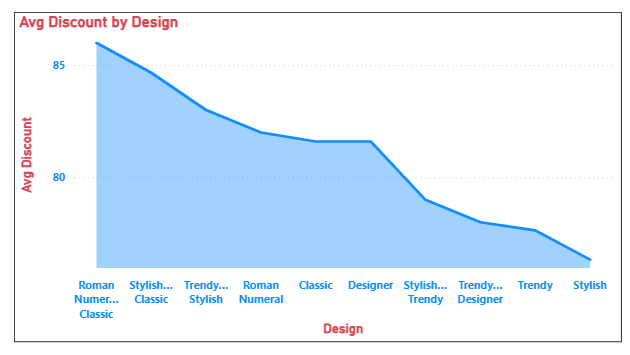 Avg Discount by Design
85
80
Avg Discount
Roman Numer... Classic
Stylish... Classic
Trendy... Stylish
Roman Numeral
Classic
Designer
Stylish... Trendy
Trendy... Designer
Trendy
Stylish
Design